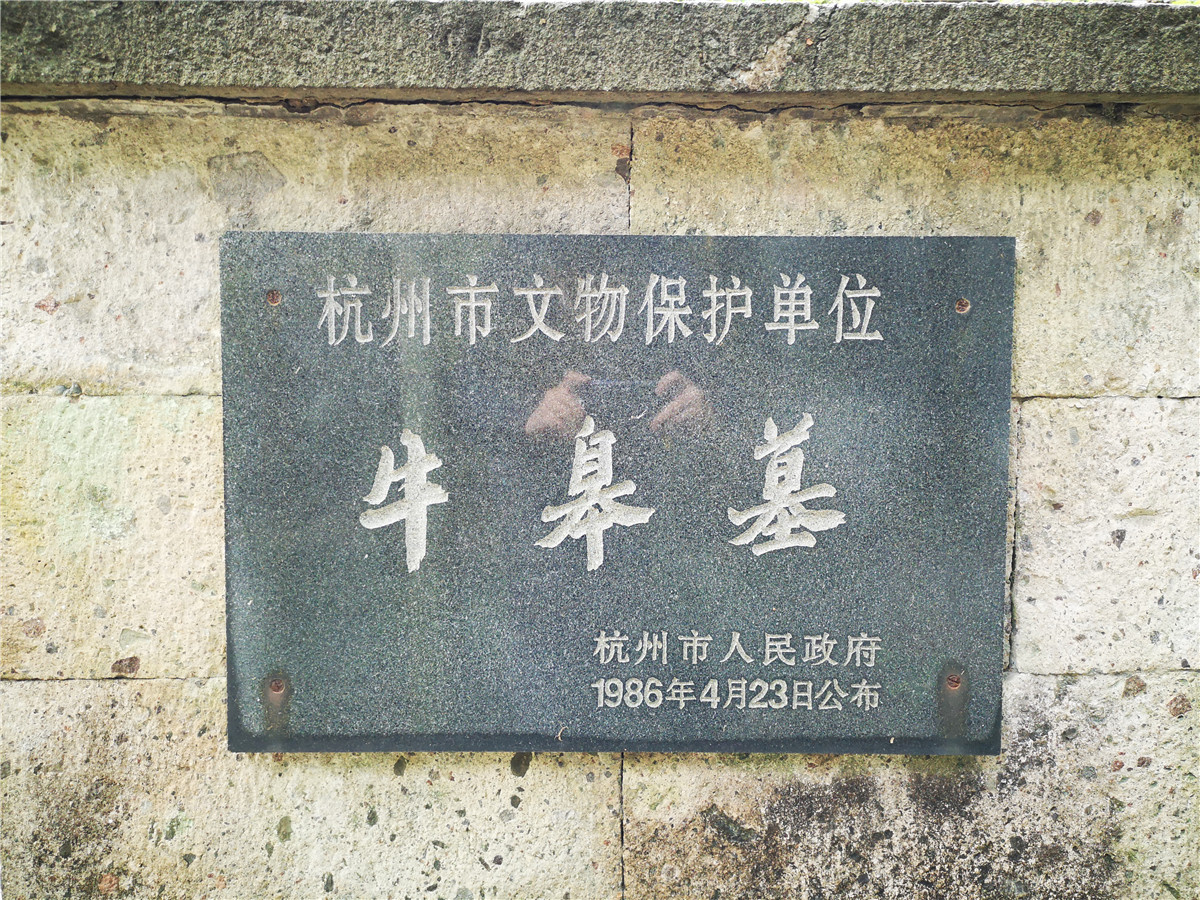 杭州市文物保护单位
牛皋墓
杭州市人民政府
1986年4月23日公布